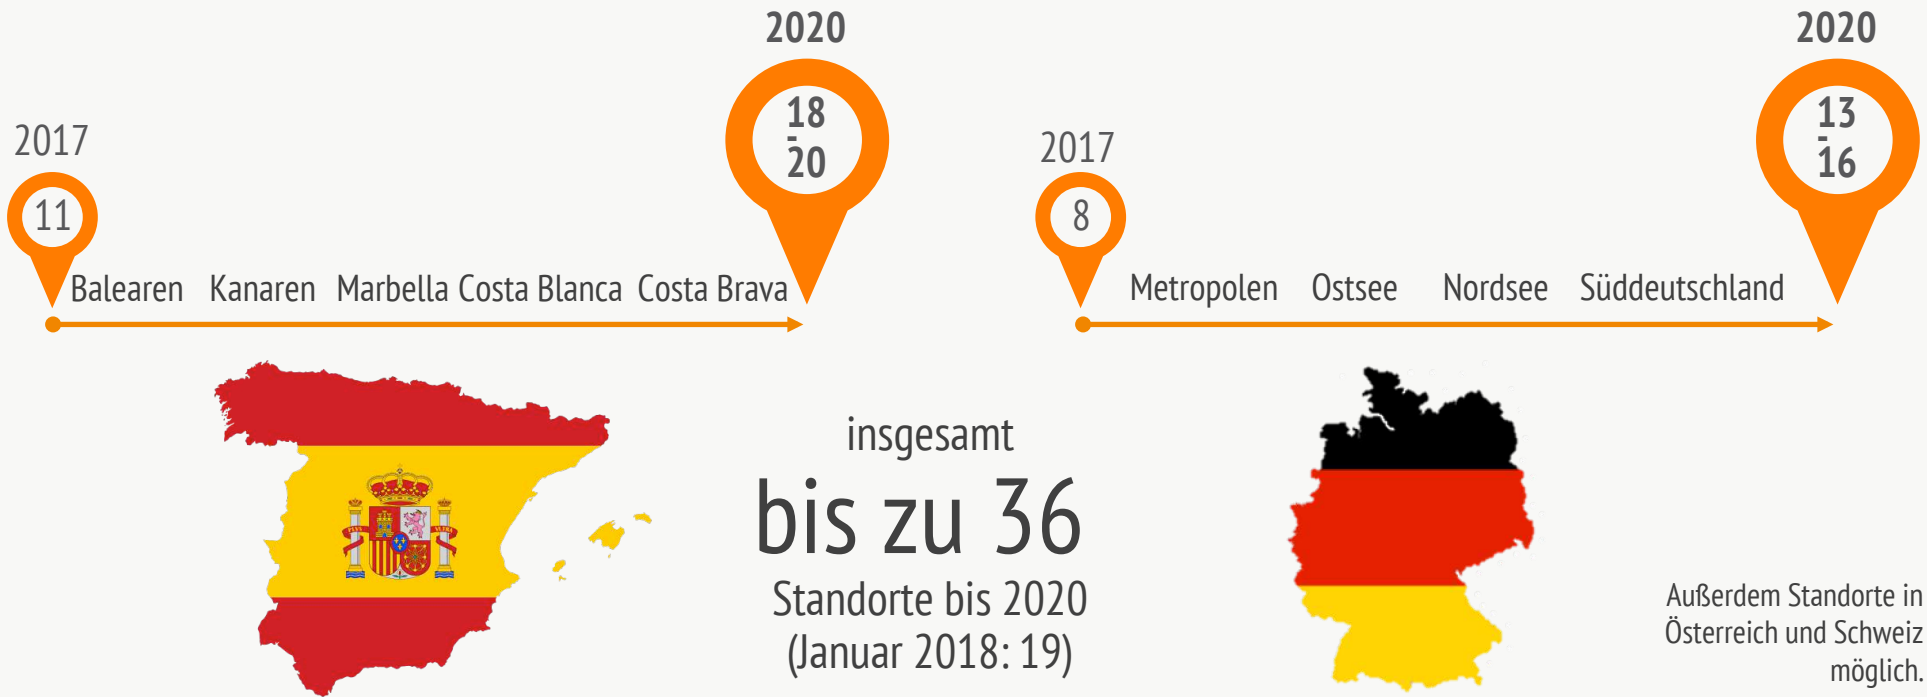 2020
18
-
20
2017
11
Balearen Kanaren Marbella Costa Blanca Costa Brava
2020
13
-
16
2017
8
Metropolen Ostsee Nordsee Süddeutschland
insgesamt
bis zu 36
Standorte bis 2020
(Januar 2018: 19)
Außerdem Standorte in
Österreich und Schweiz
möglich.